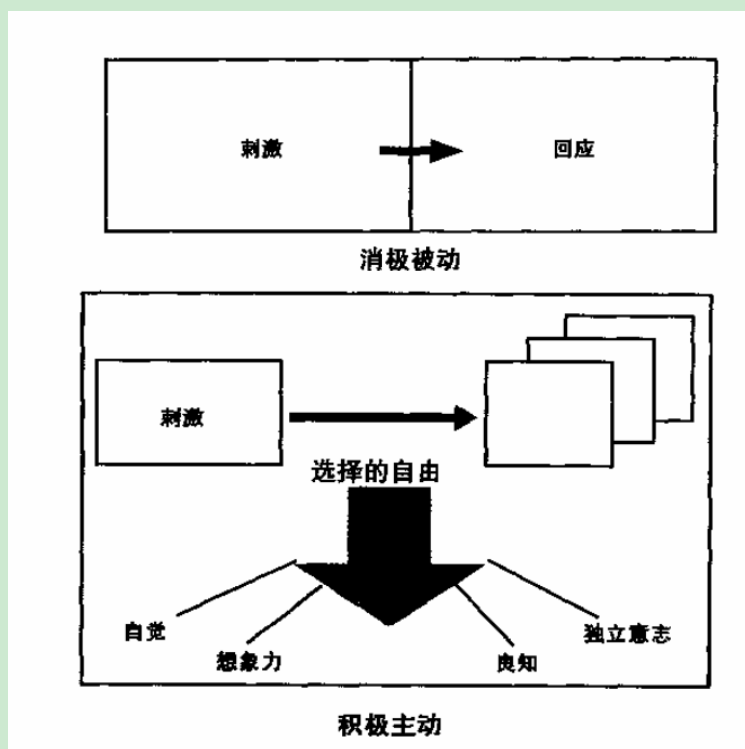 刺激 回应
消极被动
刺激
选择的自由
自觉 独立意志
想象力 良知
积极主动